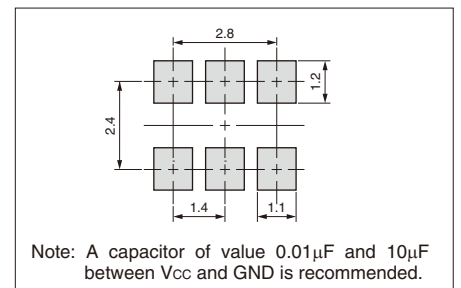 2.8
1.2
2.4
1.4
1.1
Note: A capacitor of value 0.01µF and 10µF
between Vcc and GND is recommended.